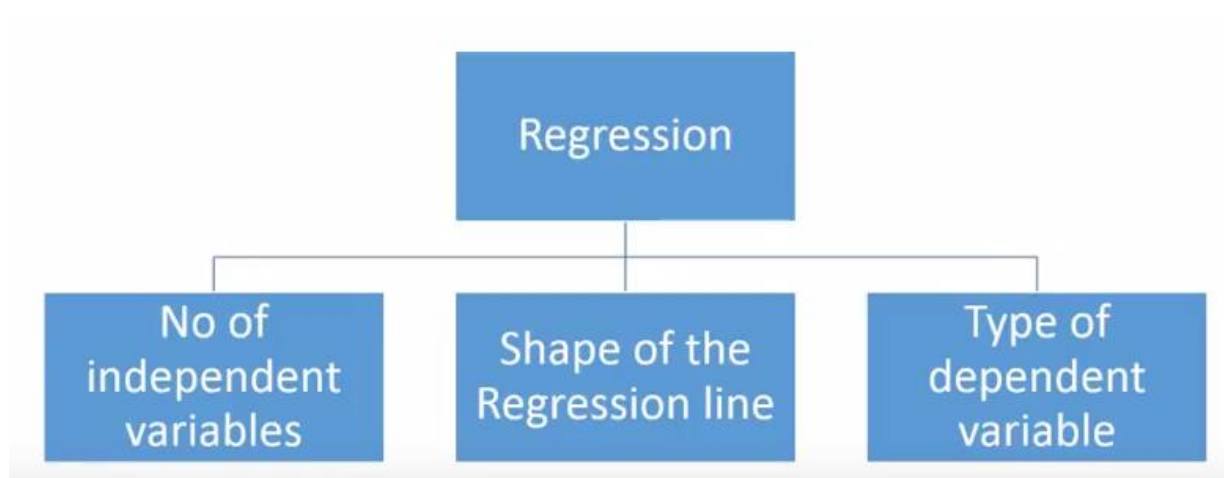 Regression
No of
independent
variables
Shape of the
Regression line
Type of
dependent
variable